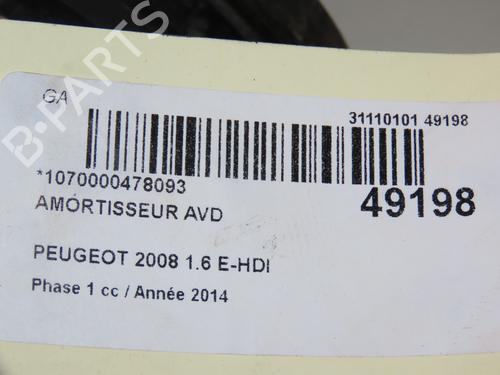 GA
31110101 49198
*1070000478093
49198
AMORTISSEUR AVD
PEUGEOT 2008 1.6 E-HDI
Phase 1 cc / Année 2014
B-PARTS